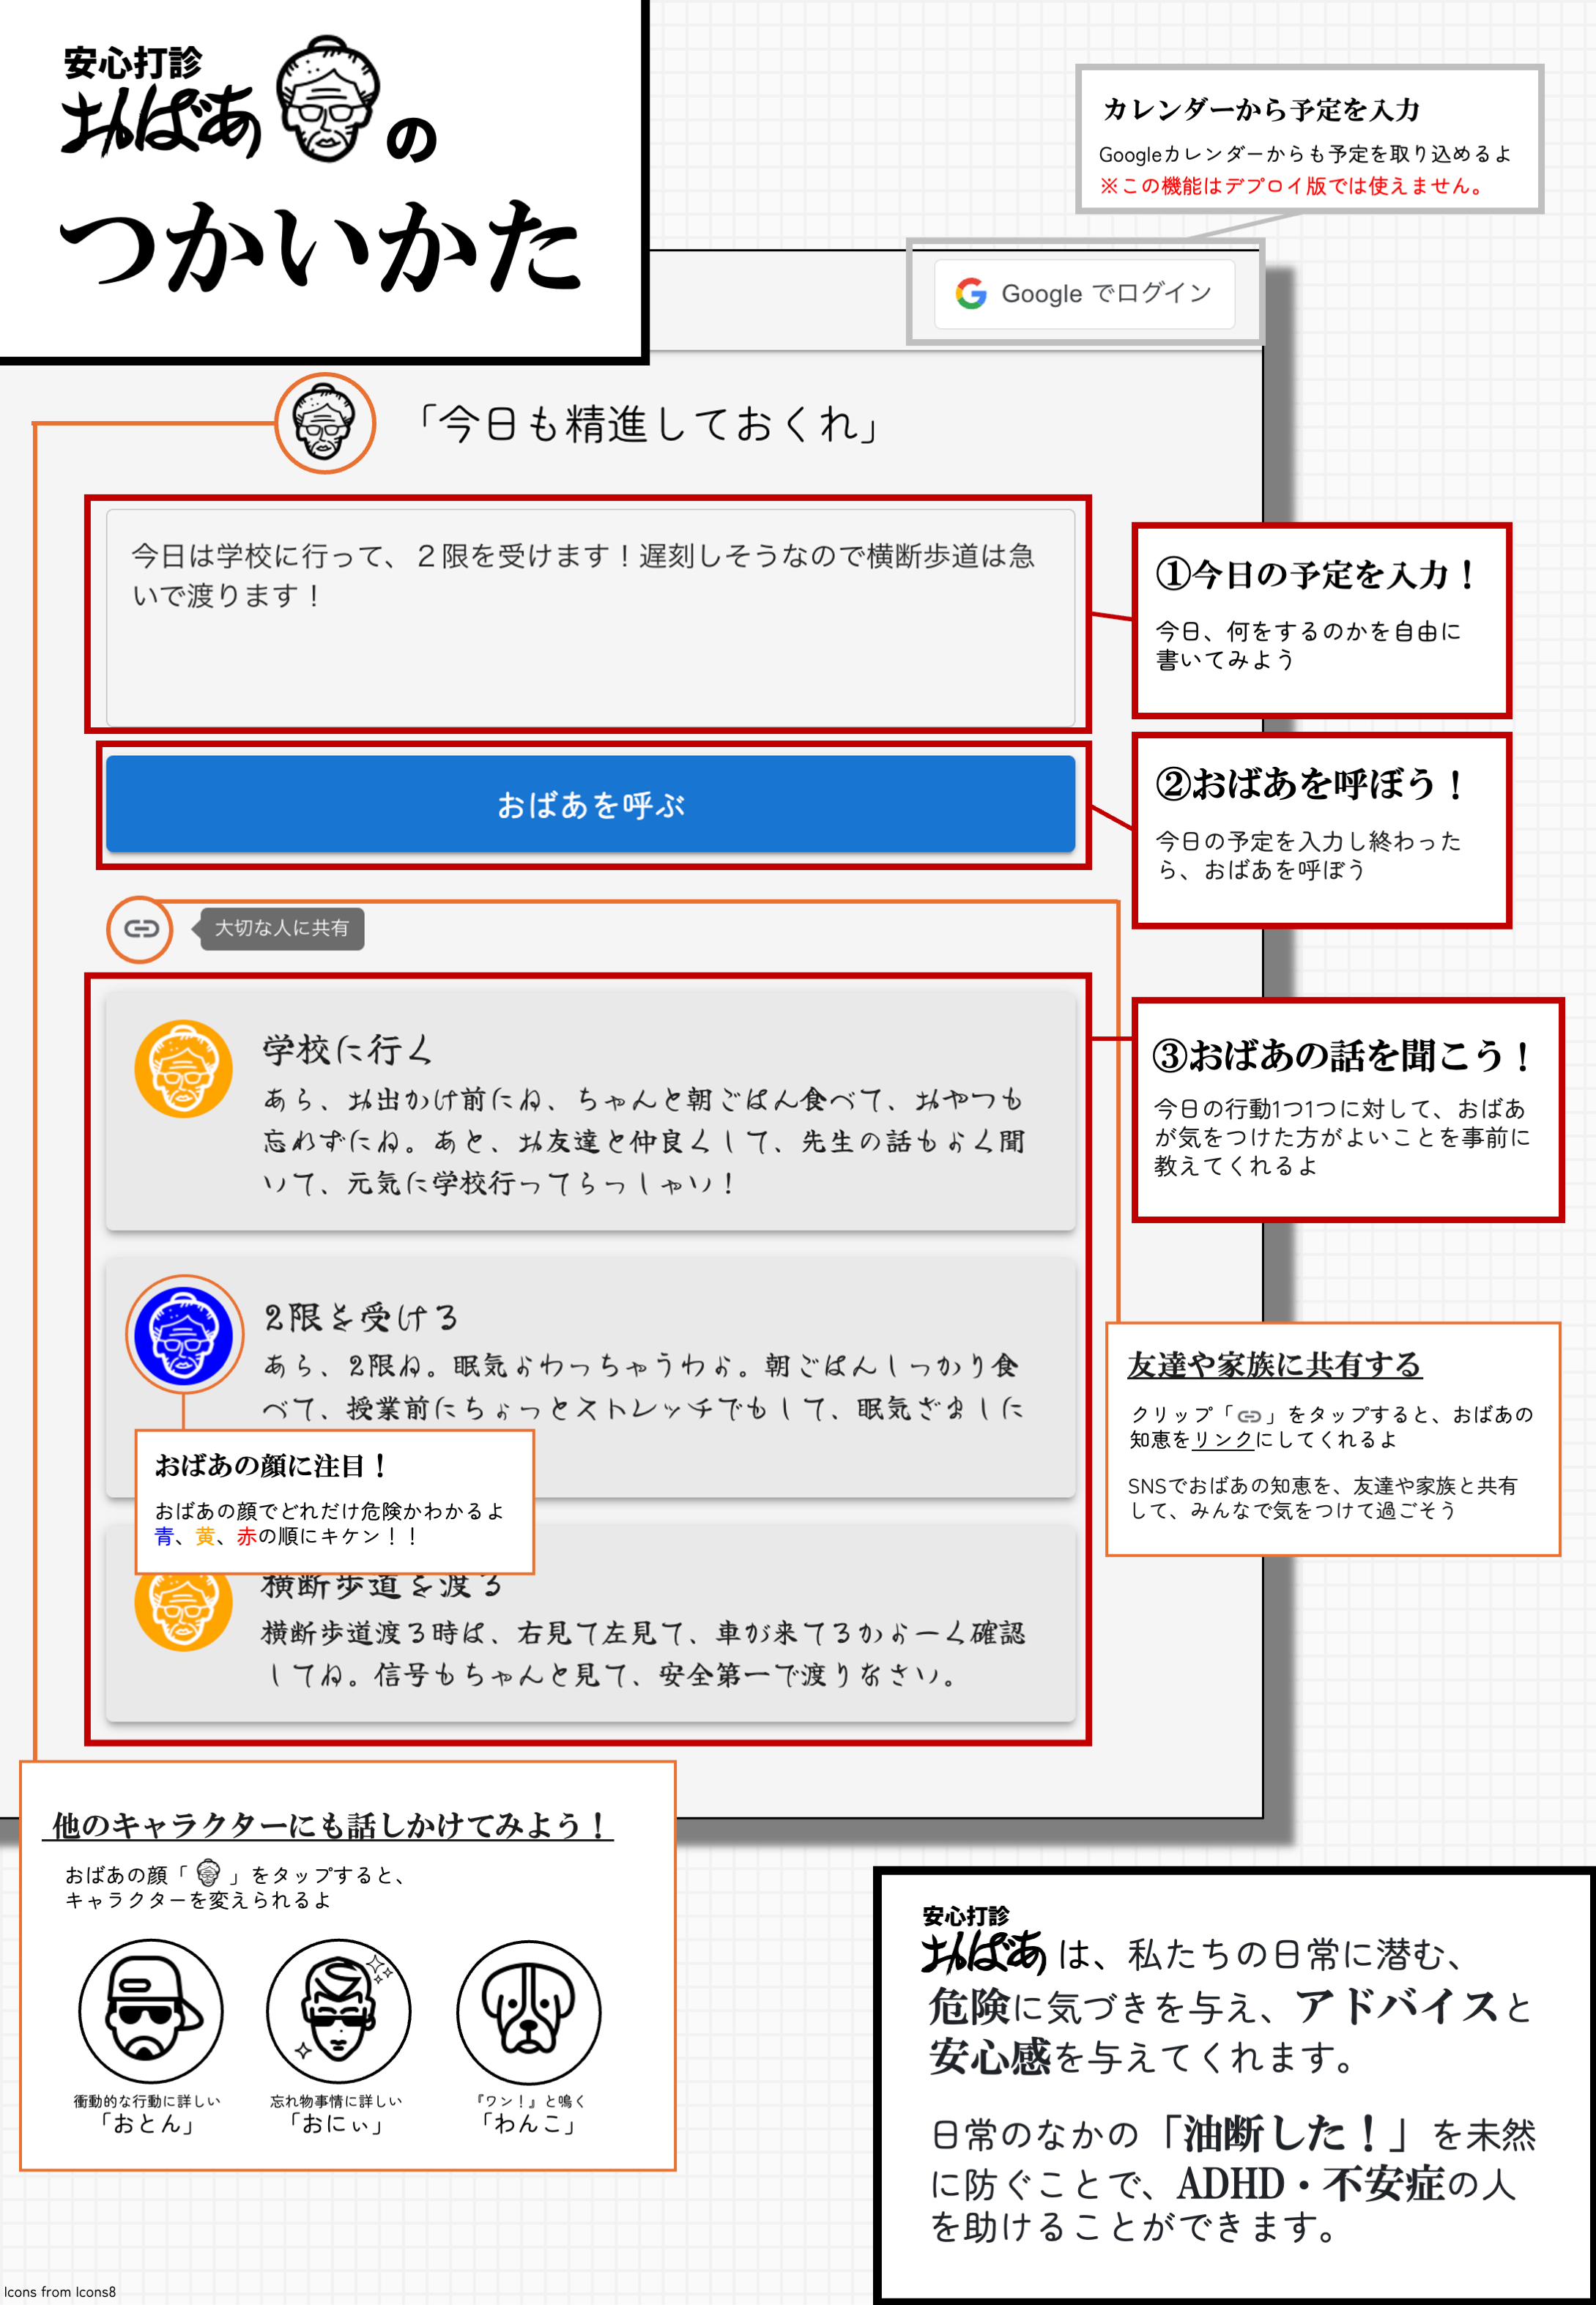 安心打診
おばあの
つかいかた
カレンダーから予定を入力
Googleカレンダーからも予定を取り込めるよ
※この機能はデプロイ版では使えません。
Google でログイン
「今日も精進しておくれ」
今日は学校に行って、２限を受けます！遅刻しそうなので横断歩道は急
いで渡ります！
①今日の予定を入力！
今日、何をするのかを自由に
書いてみよう
おばあを呼ぶ
②おばあを呼ぼう！
今日の予定を入力し終わった
ら、おばあを呼ぼう
大切な人に共有
学校に行く
あら、お出かけ前にね、ちゃんと朝ごはん食べて、おやつも
忘れずにね。あと、お友達と仲良くして、先生の話もよく聞
いて、元気に学校行ってらっしゃい！
③おばあの話を聞こう！
今日の行動1つ1つに対して、おばあ
が気をつけた方がよいことを事前に
教えてくれるよ
2限を受ける
あら、2限ね。眠気よわっちゃうわよ。朝ごはんしっかり食
べて、授業前にちょっとストレッチでもして、眠気ざましに
おばあの顔に注目！
おばあの顔でどれだけ危険かわかるよ
青、黄、赤の順にキケン！！
横断歩道を渡る
横断歩道渡る時は、右見て左見て、車が来てるかよーく確認
してね。信号もちゃんと見て、安全第一で渡りなさい。
友達や家族に共有する
クリップ「」をタップすると、おばあの
知恵をリンクにしてくれるよ
SNSでおばあの知恵を、友達や家族と共有
して、みんなで気をつけて過ごそう
他のキャラクターにも話しかけてみよう！
おばあの顔「」をタップすると、
キャラクターを変えられるよ
衝動的な行動に詳しい
「おとん」
忘れ物事情に詳しい
「おにぃ」
『ワン！』と鳴く
「わんこ」
安心打診
おばあは、私たちの日常に潜む、
危険に気づきを与え、アドバイスと
安心感を与えてくれます。
日常のなかの「油断した！」を未然
に防ぐことで、ADHD・不安症の人
を助けることができます。
Icons from Icons8